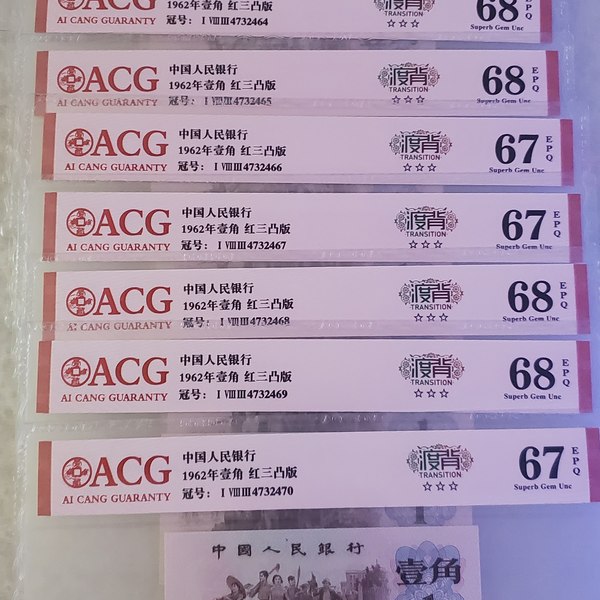 ACG
68 EPQ
1962年壹角 红三凸版
AI CANG GUARANTY
冠号: I VIII III 4732464
TRANSITION
☆☆☆
Superb Gem Unc
ACG
AI CANG GUARANTY
中国人民银行
1962年壹角 红三凸版
冠号: I VIII III 4732465
渡背
TRANSITION
☆☆☆
68 EPQ
Superb Gem Unc
ACG
AI CANG GUARANTY
中国人民银行
1962年壹角 红三凸版
冠号: I VIII III 4732466
渡背
TRANSITION
☆☆☆
67 EPQ
Superb Gem Unc
ACG
AI CANG GUARANTY
中国人民银行
1962年壹角 红三凸版
冠号: I VIII III 4732467
渡背
TRANSITION
☆☆☆
67 EPQ
Superb Gem Unc
ACG
AI CANG GUARANTY
中国人民银行
1962年壹角 红三凸版
冠号: I VIII III 4732468
渡背
TRANSITION
☆☆☆
68 EPQ
Superb Gem Unc
ACG
AI CANG GUARANTY
中国人民银行
1962年壹角 红三凸版
冠号: I VIII III 4732469
渡背
TRANSITION
☆☆☆
68 EPQ
Superb Gem Unc
ACG
AI CANG GUARANTY
中国人民银行
1962年壹角 红三凸版
冠号: I VIII III 4732470
渡背
TRANSITION
☆☆☆
67 EPQ
Superb Gem Unc
中國人民銀行
壹角